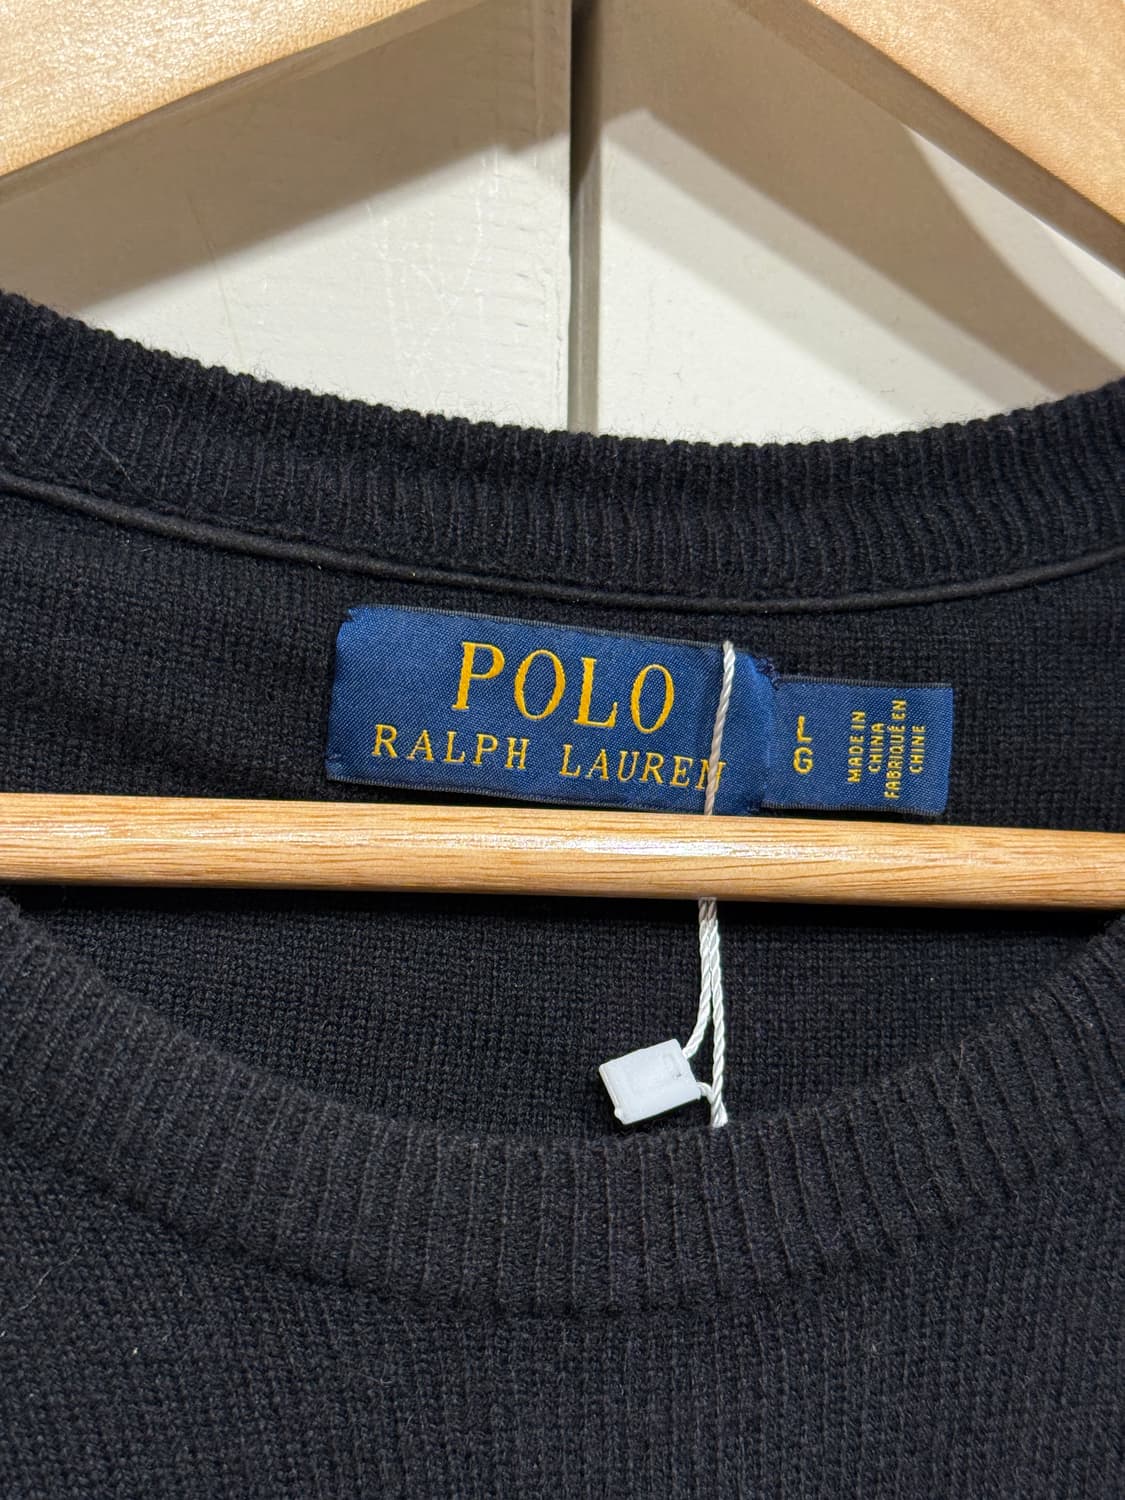 POLO
RALPH LAUREN
L
G
MADE IN
CHINA
FABRIQUÉ EN
CHINE